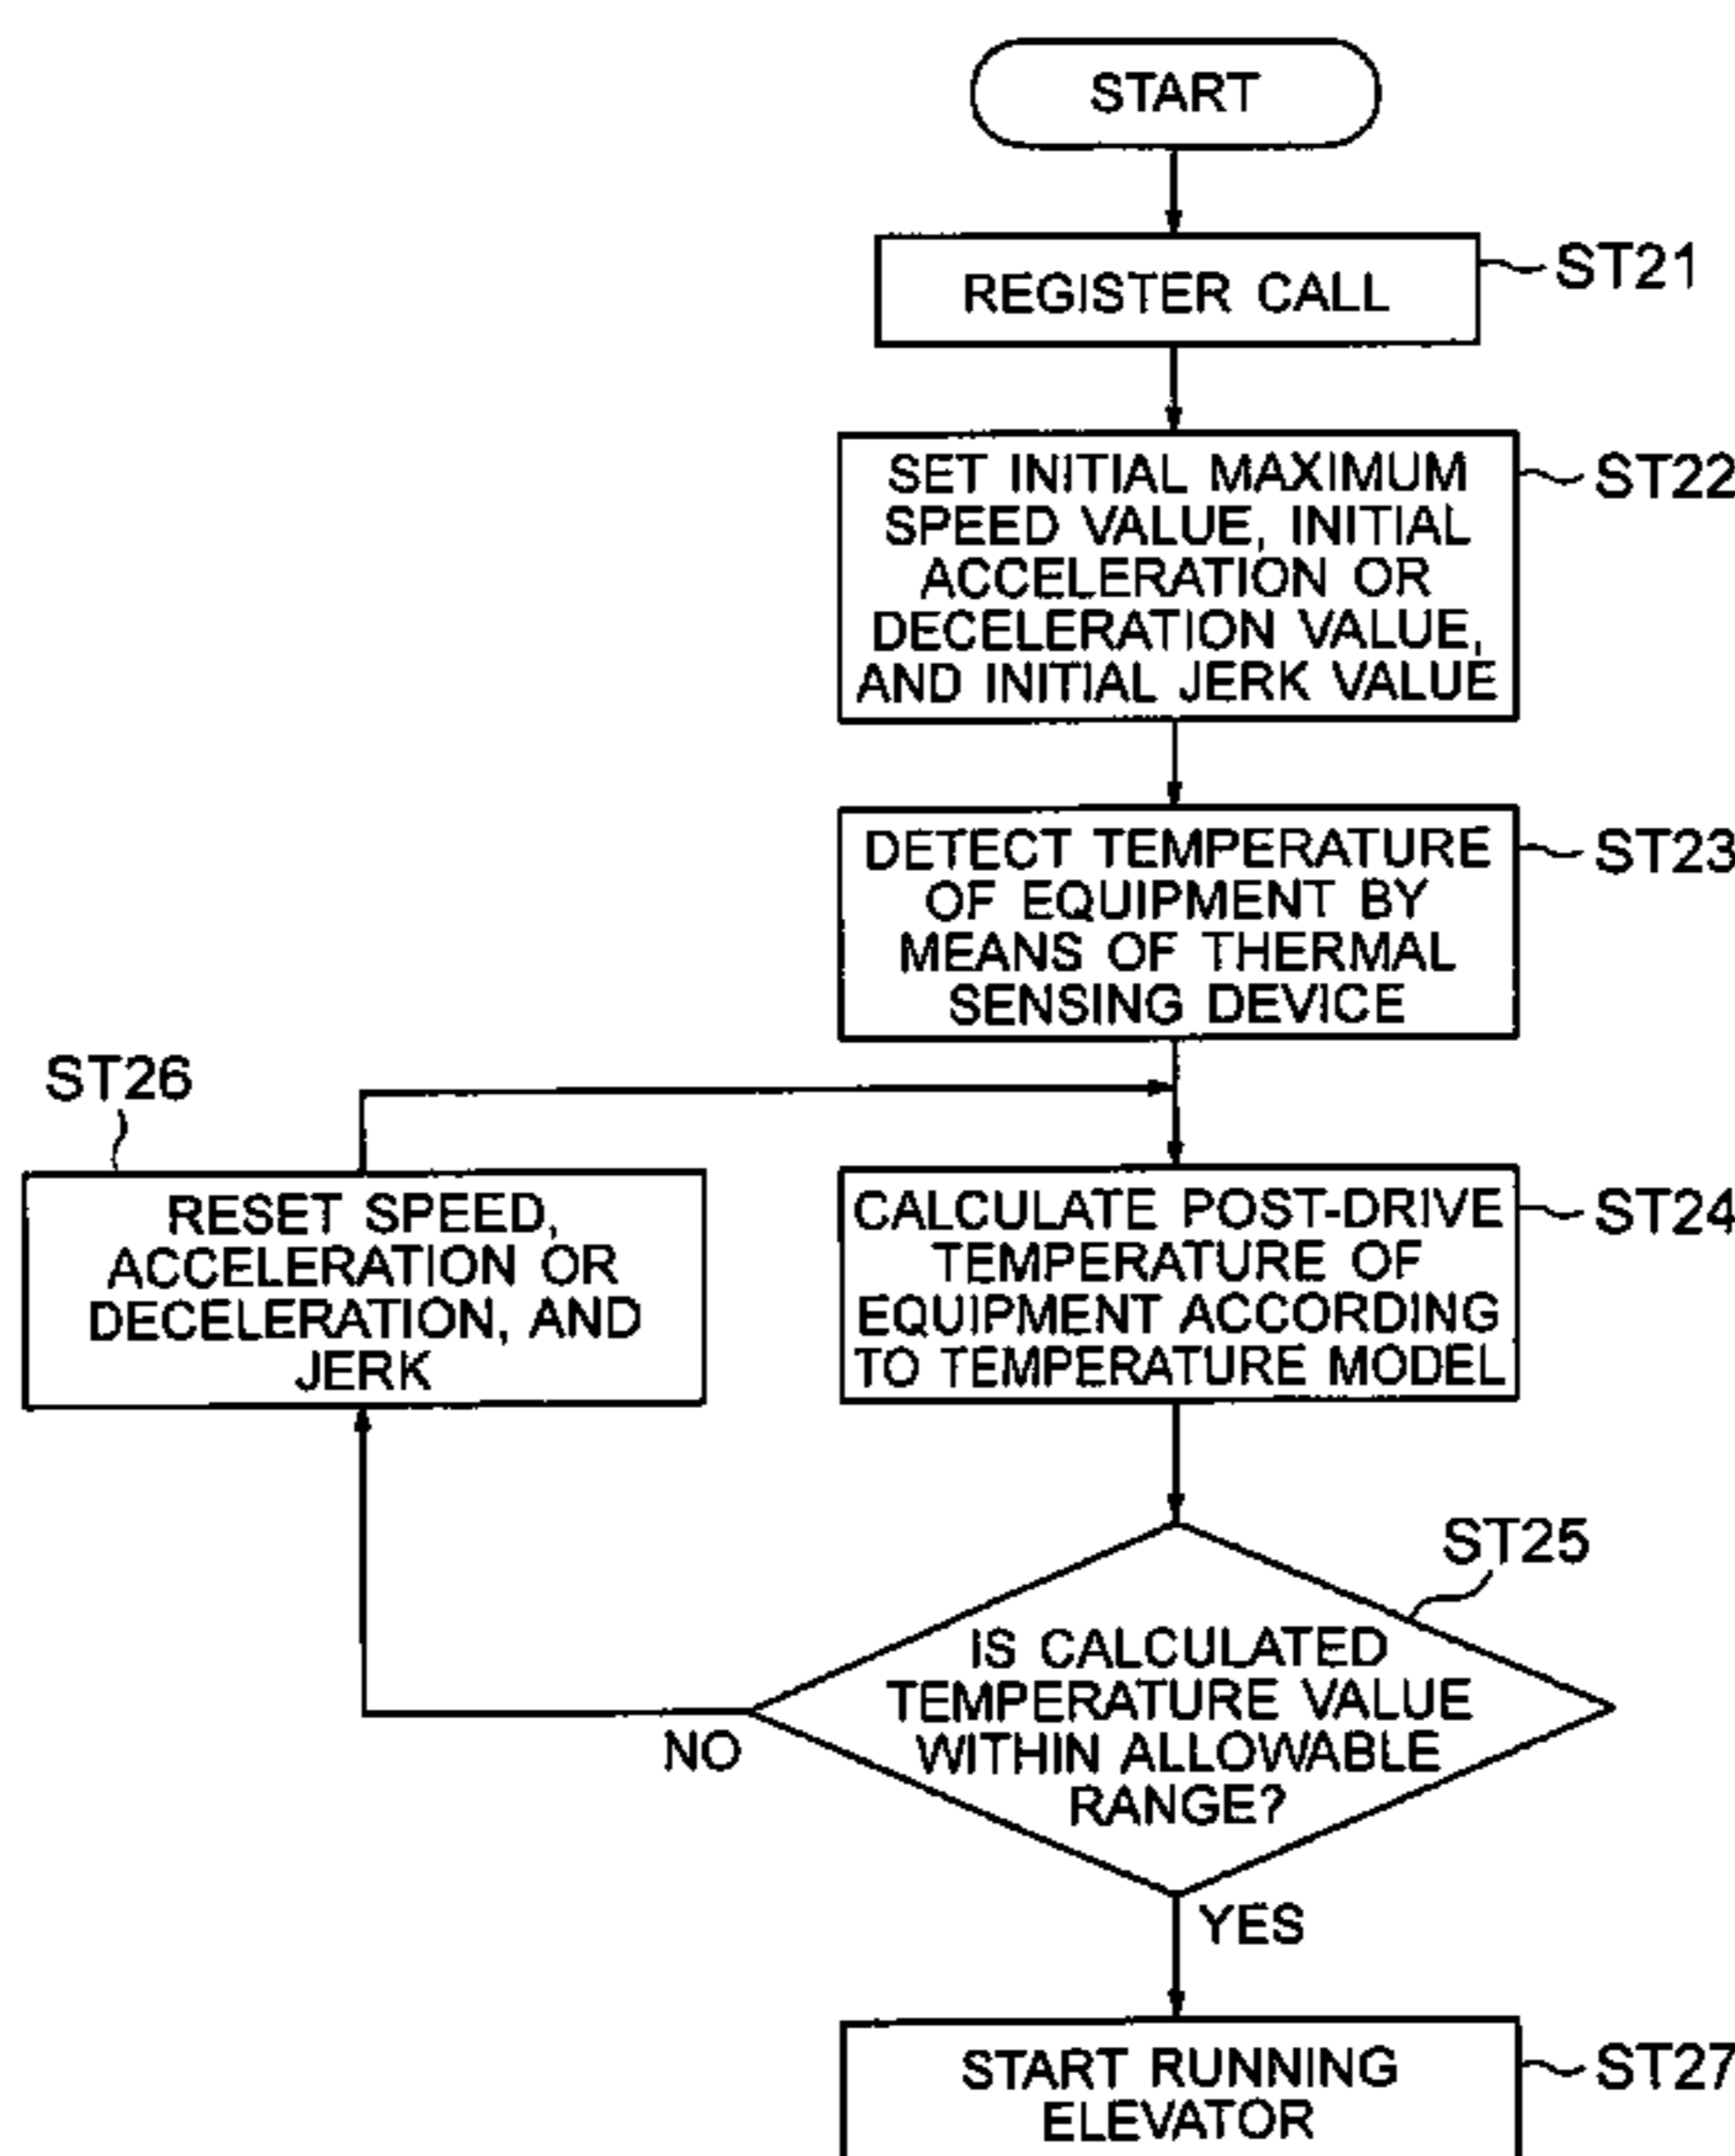 START
REGISTER CALL
ST21
SET INITIAL MAXIMUM
SPEED VALUE, INITIAL
ACCELERATION OR
DECELERATION VALUE,
AND INITIAL JERK VALUE
ST22
DETECT TEMPERATURE
OF EQUIPMENT BY
MEANS OF THERMAL
SENSING DEVICE
ST23
ST26
RESET SPEED,
ACCELERATION OR
DECELERATION, AND
JERK
CALCULATE POST-DRIVE
TEMPERATURE OF
EQUIPMENT ACCORDING
TO TEMPERATURE MODEL
ST24
ST25
IS CALCULATED
TEMPERATURE VALUE
WITHIN ALLOWABLE
RANGE?
NO
YES
START RUNNING
ELEVATOR
ST27